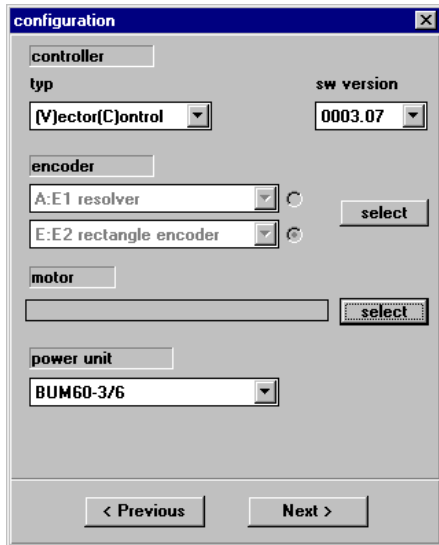 configuration
controller
typ
sw version
(V)ector(C)ontrol
0003.07
encoder
A:E1 resolver
select
E:E2 rectangle encoder
motor
select
power unit
BUM60-3/6
< Previous
Next >